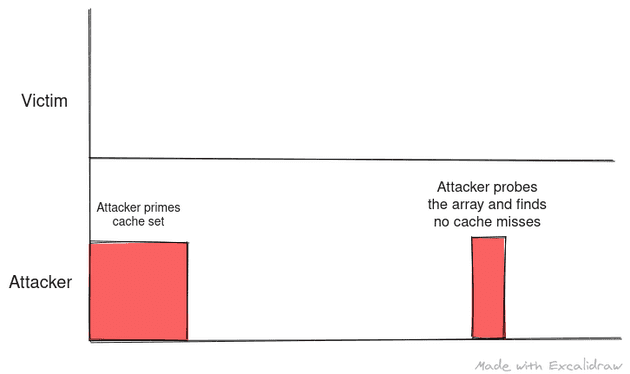 Victim
Attacker primes
cache set
Attacker probes
the array and finds
no cache misses
Attacker
Made with Excalidraw